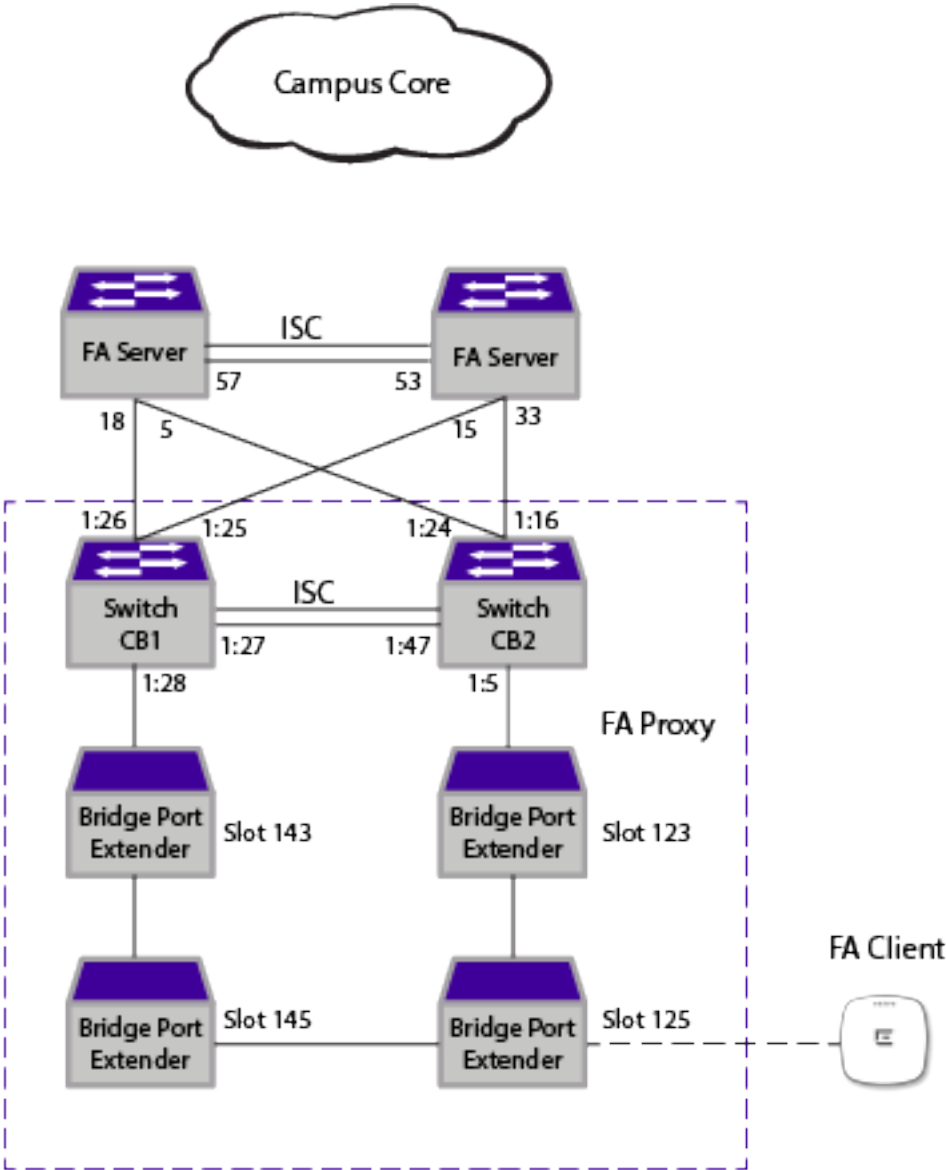 Campus Core
ISC
FA Server
FA Server
57
53
18
5
15
33
1:26
1:25
1:24
1:16
ISC
Switch
CB1
Switch
CB2
1:27
1:47
1:28
1:5
FA Proxy
Bridge Port
Extender
Slot 143
Bridge Port
Extender
Slot 123
FA Client
Bridge Port
Extender
Slot 145
Bridge Port
Extender
Slot 125